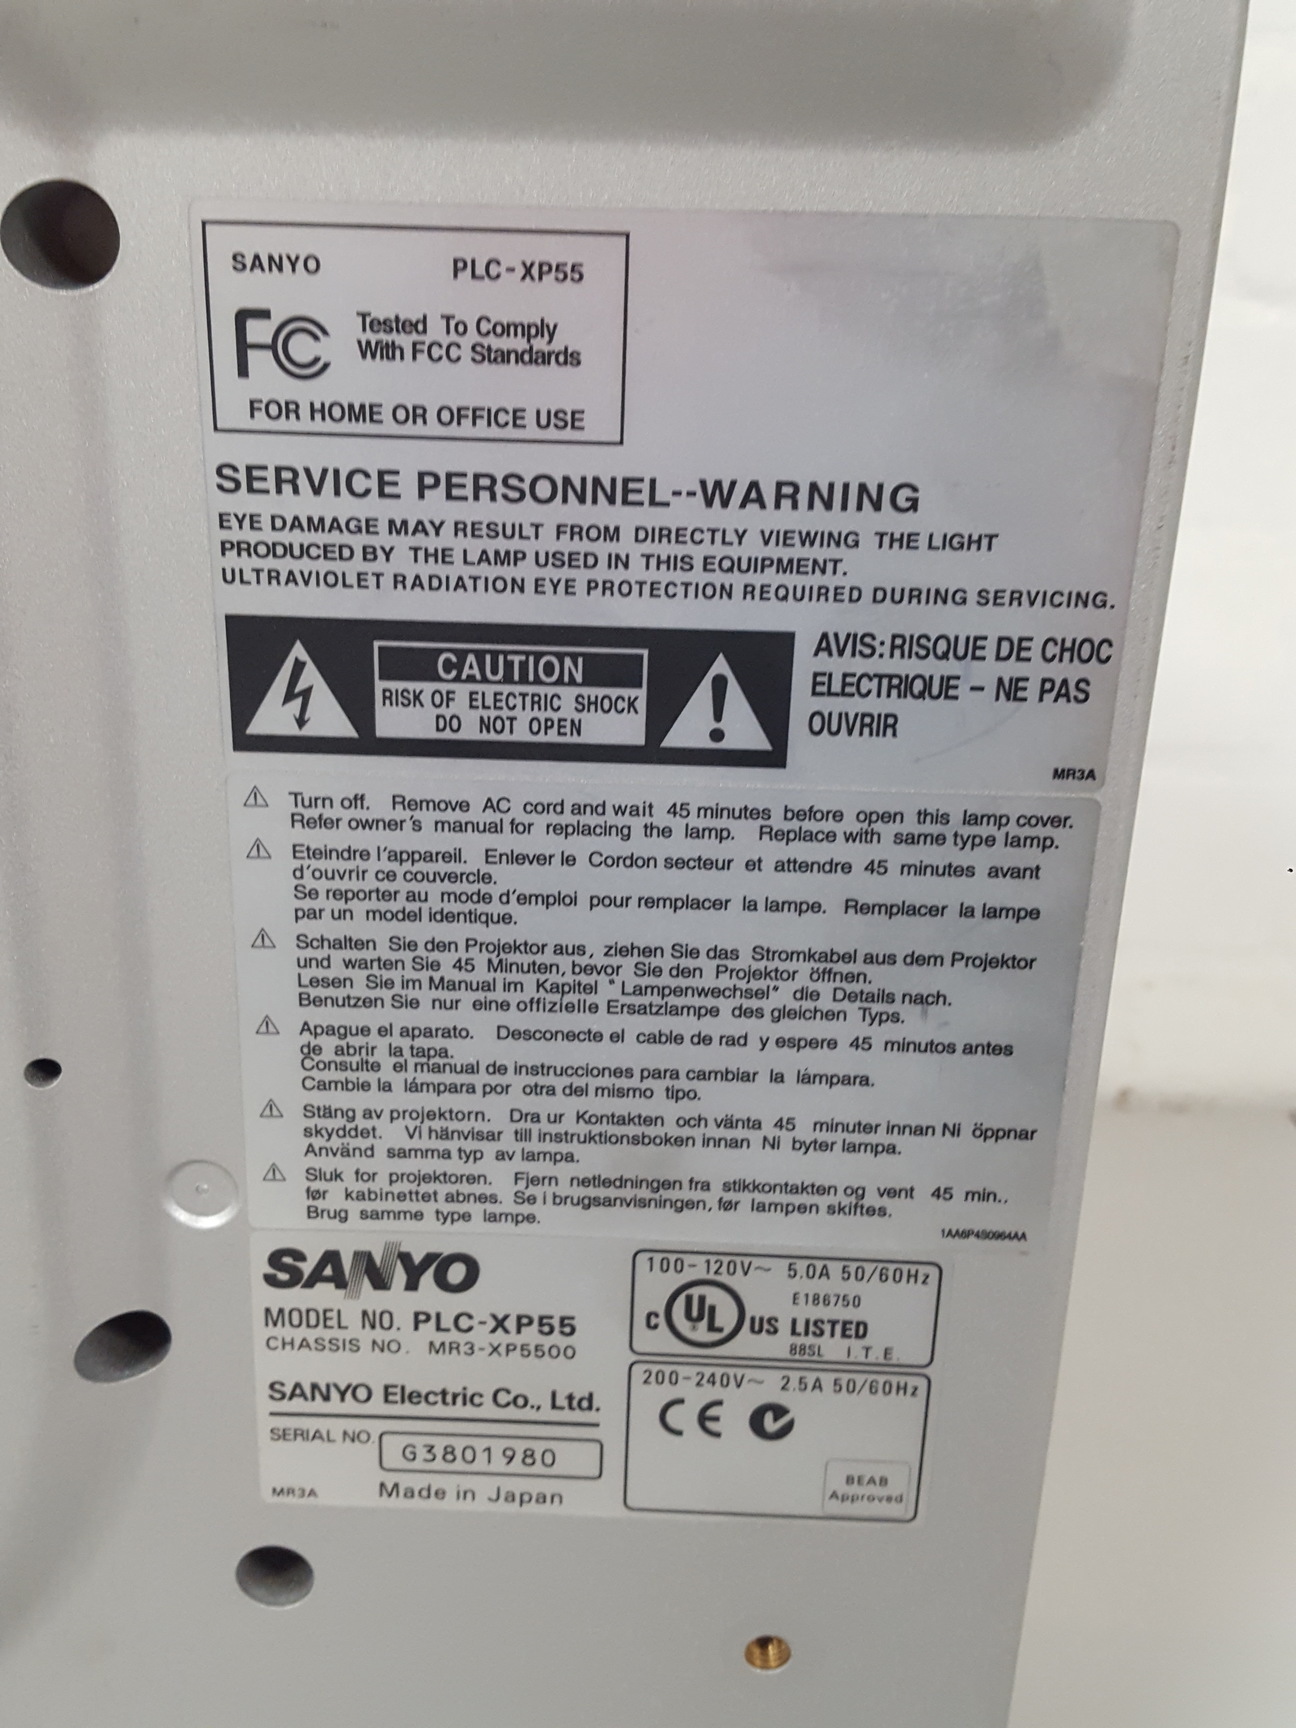 SANYO PLC-XP55
FC Tested To Comply
With FCC Standards
FOR HOME OR OFFICE USE
SERVICE PERSONNEL--WARNING
EYE DAMAGE MAY RESULT FROM DIRECTLY VIEWING THE LIGHT
PRODUCED BY THE LAMP USED IN THIS EQUIPMENT.
ULTRAVIOLET RADIATION EYE PROTECTION REQUIRED DURING SERVICING.
CAUTION
RISK OF ELECTRIC SHOCK
DO NOT OPEN
AVIS: RISQUE DE CHOC
ELECTRIQUE – NE PAS
OUVRIR
MR3A
Turn off. Remove AC cord and wait 45 minutes before open this lamp cover.
Refer owner's manual for replacing the lamp. Replace with same type lamp.
Eteindre l'appareil. Enlever le Cordon secteur et attendre 45 minutes avant
d'ouvrir ce couvercle.
Se reporter au mode d'emploi pour remplacer la lampe. Remplacer la lampe
par un model identique.
Schalten Sie den Projektor aus, ziehen Sie das Stromkabel aus dem Projektor
und warten Sie 45 Minuten, bevor Sie den Projektor öffnen.
Lesen Sie im Manual im Kapitel "Lampenwechsel" die Details nach.
Benutzen Sie nur eine offizielle Ersatzlampe des gleichen Typs.
Apague el aparato. Desconecte el cable de rad y espere 45 minutos antes
de abrir la tapa.
Consulte el manual de instrucciones para cambiar la lámpara.
Cambie la lámpara por otra del mismo tipo.
Stäng av projektorn. Dra ur Kontakten och vänta 45 minuter innan Ni öppnar
skyddet. Vi hänvisar till instruktionsboken innan Ni byter lampa.
Använd samma typ av lampa.
Sluk for projektoren. Fjern netledningen fra stikkontakten og vent 45 min..
før kabinettet abnes. Se i brugsanvisningen, før lampen skiftes.
Brug samme type lampe.
1AA6P4S0964AA
SANYO
MODEL NO. PLC-XP55
CHASSIS NO. MR3-XP5500
SANYO Electric Co., Ltd.
SERIAL NO. G3801980
MR3A Made in Japan
100-120V~ 5.0A 50/60Hz
E186750
C UL US LISTED
88SL I.T.E.
200-240V~ 2.5A 50/60Hz
CE
BEAB
Approved